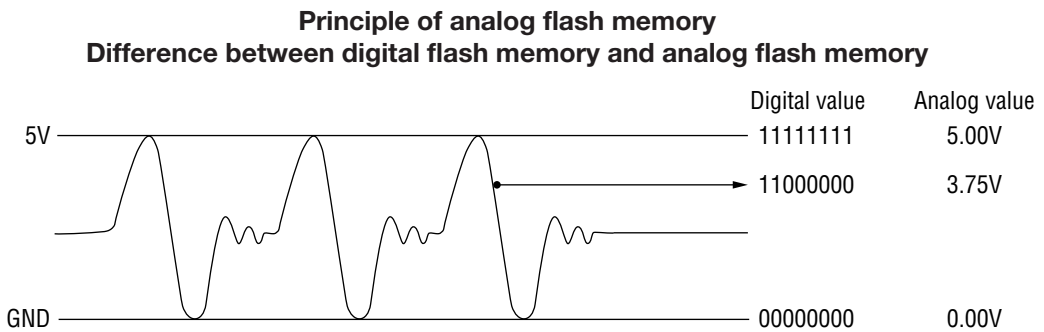 Principle of analog flash memory
Difference between digital flash memory and analog flash memory
Digital value Analog value
5V 11111111 5.00V
11000000 3.75V
GND 00000000 0.00V